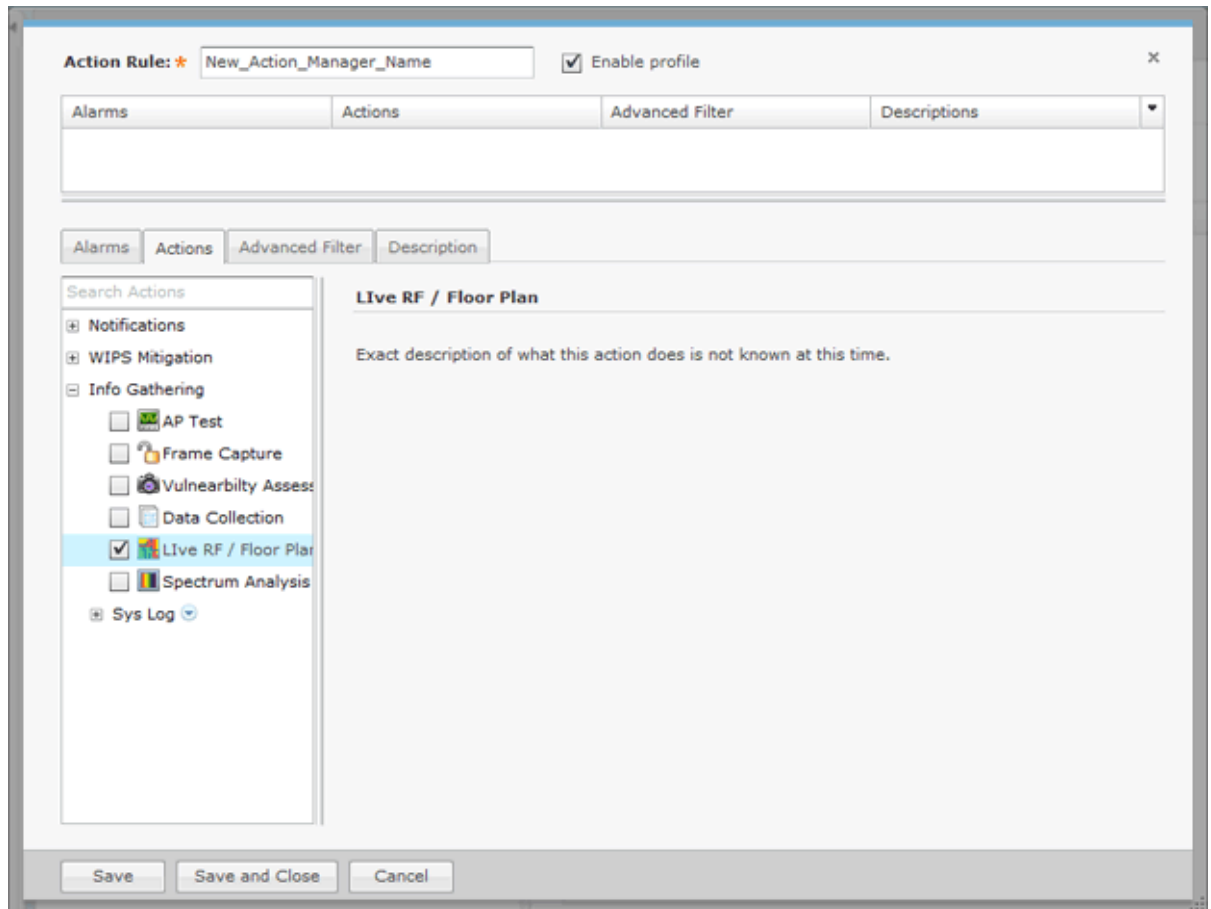 Action Rule: * New_Action_Manager_Name Enable profile
Alarms Actions Advanced Filter Descriptions
Alarms Actions Advanced Filter Description
Search Actions
LIve RF / Floor Plan
Notifications
WIPS Mitigation
Exact description of what this action does is not known at this time.
Info Gathering
AP Test
Frame Capture
Vulnearbilty Assess
Data Collection
LIve RF / Floor Plan
Spectrum Analysis
Sys Log
Save Save and Close Cancel